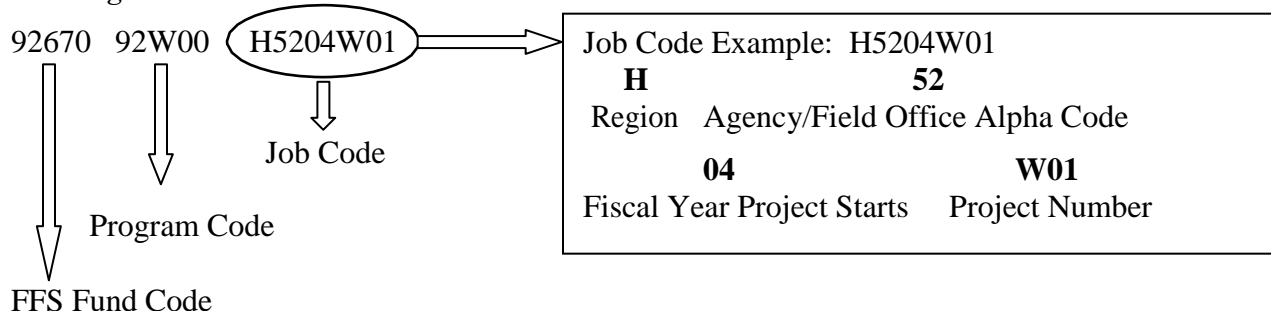 92670 92W00 H5204W01
Job Code
Program Code
FFS Fund Code
Job Code Example: H5204W01
H 52
Region Agency/Field Office Alpha Code
04 W01
Fiscal Year Project Starts Project Number